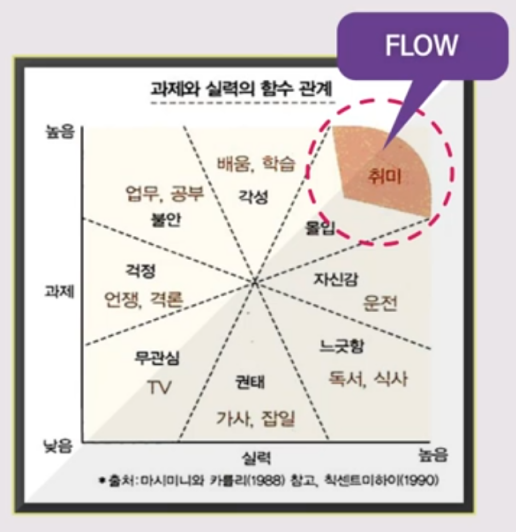 FLOW
과제와 실력의 함수 관계
높음
배움, 학습
취미
업무, 공부
각성
불안
몰입
걱정
자신감
과제
언쟁, 격론
운전
느긋함
무관심
독서, 식사
TV
권태
가사, 잡일
낮음
실력
높음
*출처:마시미니와 카를리(1988) 참고, 칙센트미하이(1990)